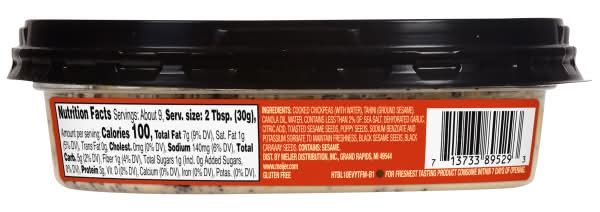 Nutrition Facts Servings: About 9, Serv. size: 2 Tbsp. (30g),
Amount per serving: Calories 100, Total Fat 7g (9% DV), Sat. Fat 1g
(5% DV), Trans Fat 0g, Cholest. 0mg (0% DV), Sodium 140mg (6% DV), Total
Carb. 5g (2% DV), Fiber 1g (4% DV), Total Sugars 1g (Incl. 0g Added Sugars,
0% DV), Protein 3g, Vit. D (0% DV), Calcium (0% DV), Iron (0% DV), Potas. (0% DV).
INGREDIENTS: COOKED CHICKPEAS (WITH WATER), TAHINI (GROUND SESAME),
CANOLA OIL, WATER, CONTAINS LESS THAN 2% OF: SEA SALT, DEHYDRATED GARLIC,
CITRIC ACID, TOASTED SESAME SEEDS, POPPY SEEDS, SODIUM BENZOATE AND
POTASSIUM SORBATE TO MAINTAIN FRESHNESS, BLACK SESAME SEEDS, BLACK
CARAWAY SEEDS. CONTAINS: SESAME.
DIST. BY MEIJER DISTRIBUTION, INC., GRAND RAPIDS, MI 49544
www.meijer.com
GLUTEN FREE HTBL10EVYTFM-B1 FOR FRESHEST TASTING PRODUCT CONSUME WITHIN 7 DAYS OF OPENING.
7 13733 89529 3